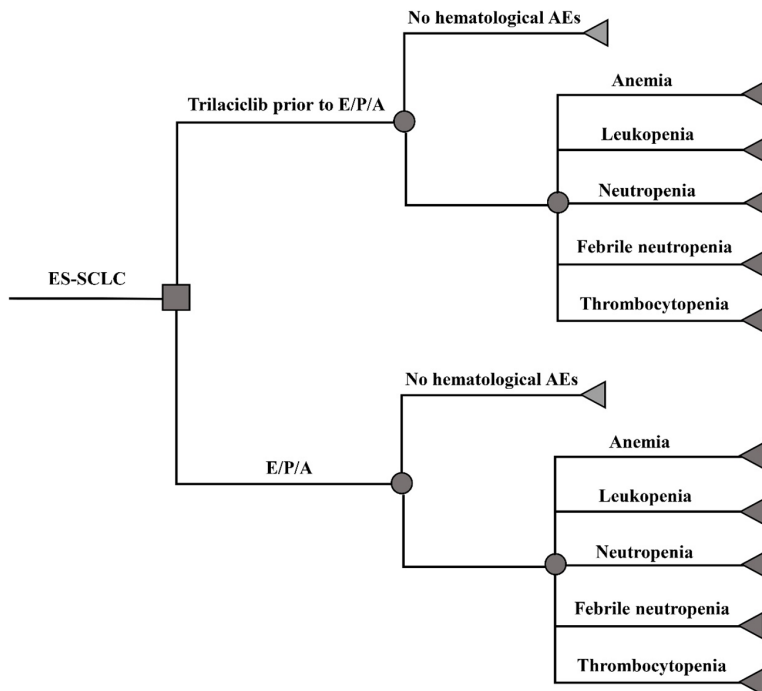 No hematological AEs
Anemia
Trilaciclib prior to E/P/A
Leukopenia
Neutropenia
Febrile neutropenia
ES-SCLC
Thrombocytopenia
No hematological AEs
Anemia
E/P/A
Leukopenia
Neutropenia
Febrile neutropenia
Thrombocytopenia